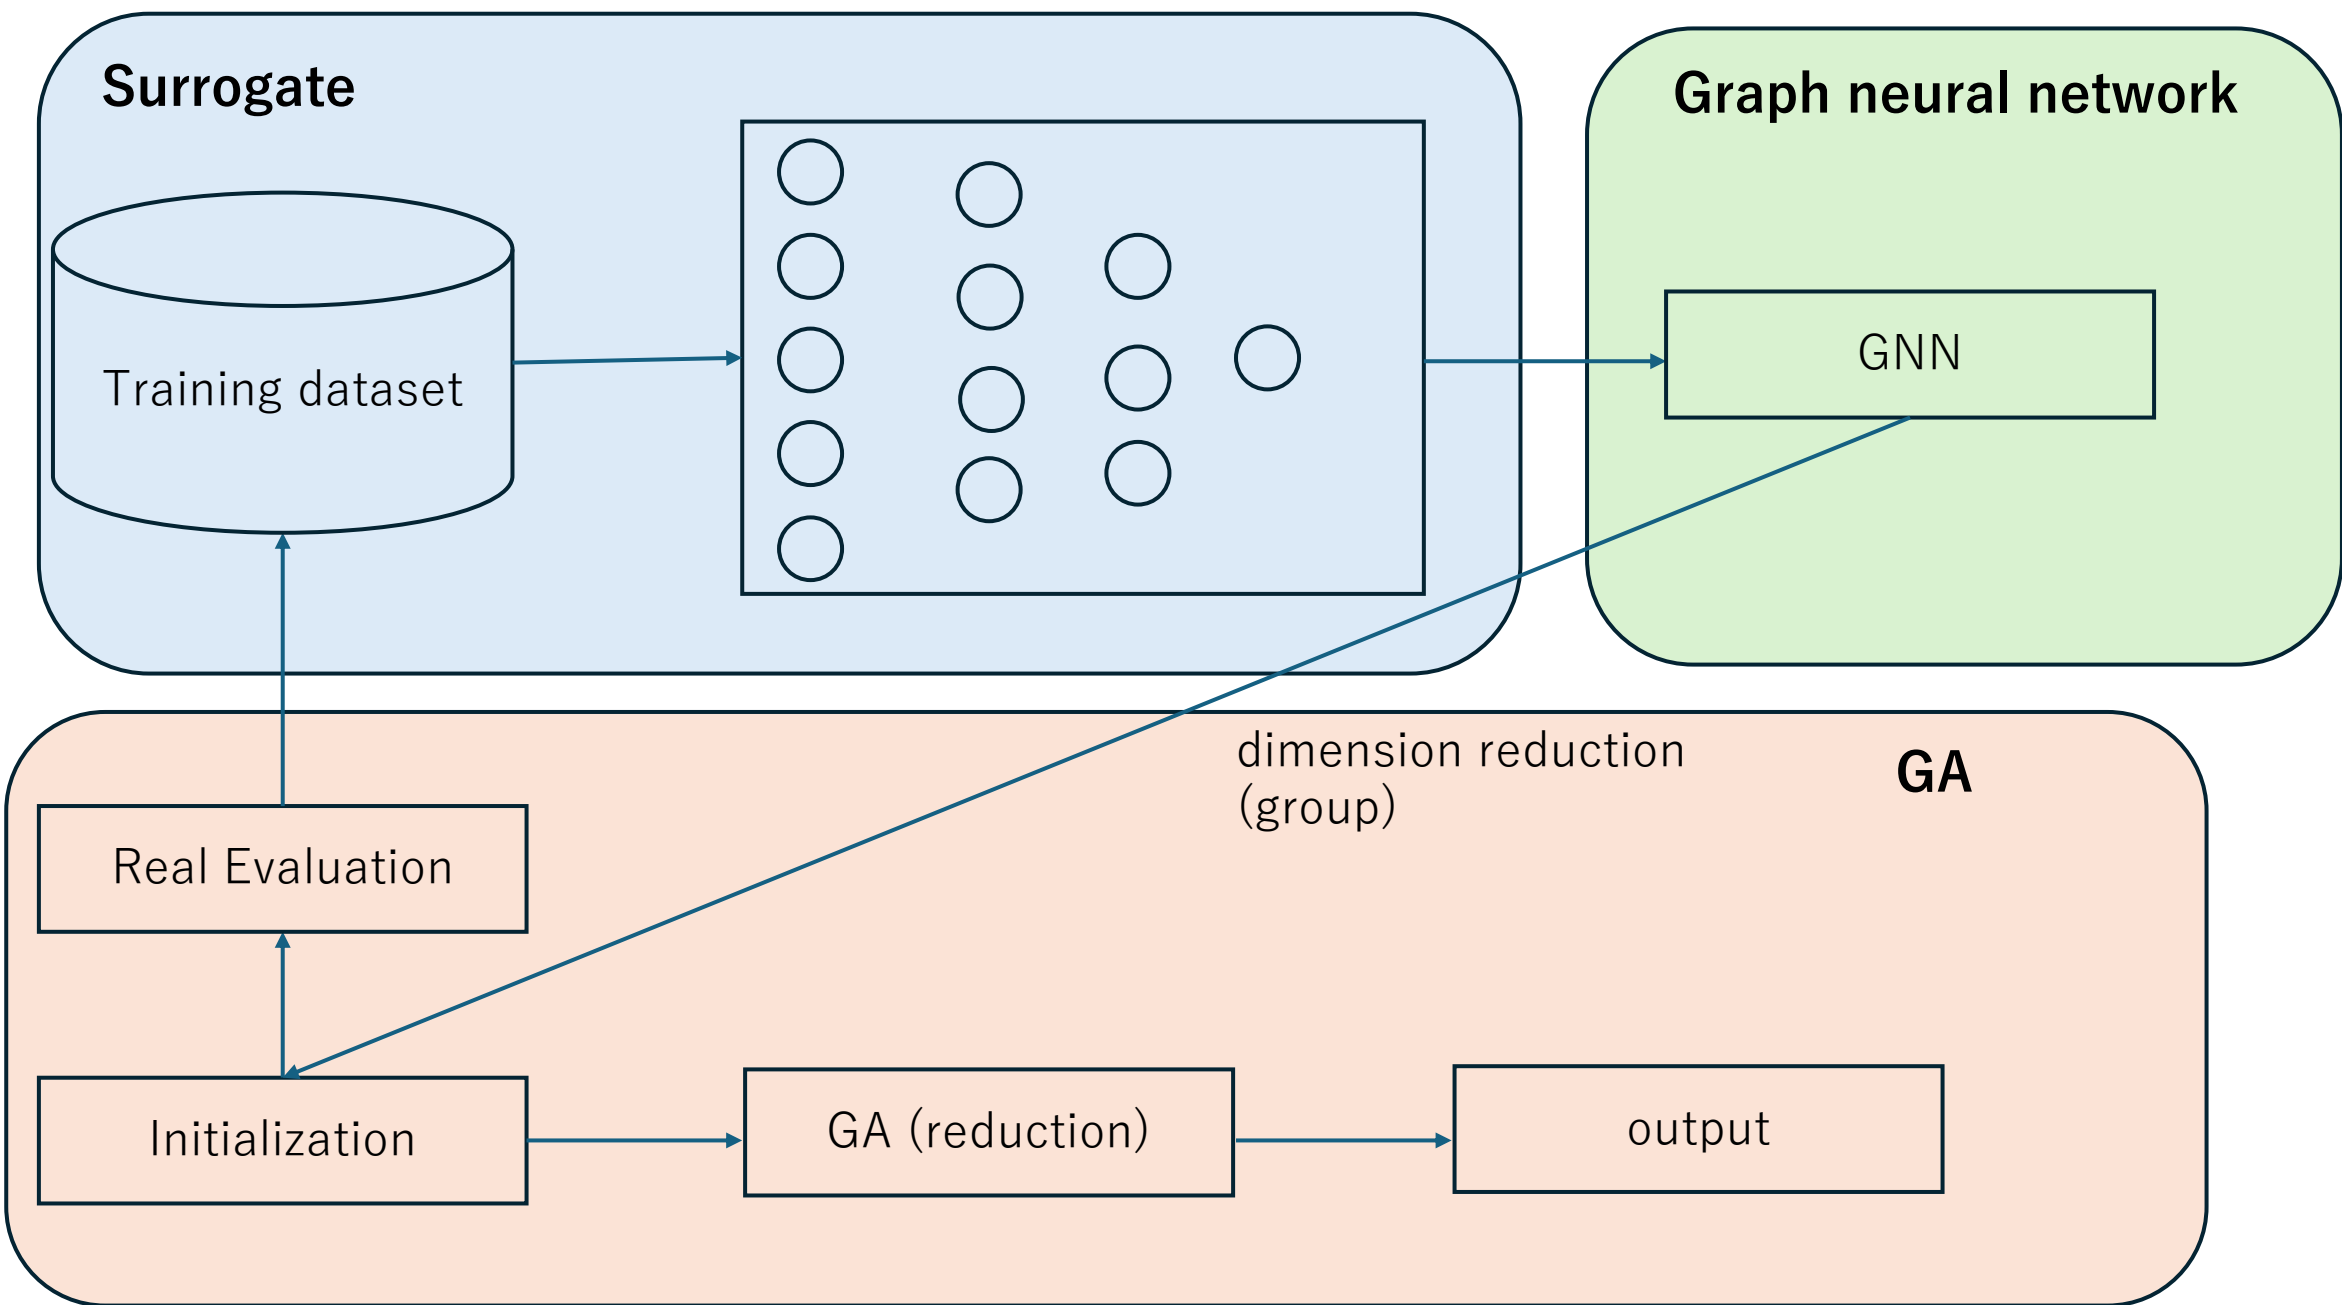 Surrogate
Graph neural network
Training dataset
GNN
dimension reduction
(group)
GA
Real Evaluation
Initialization
GA (reduction)
output